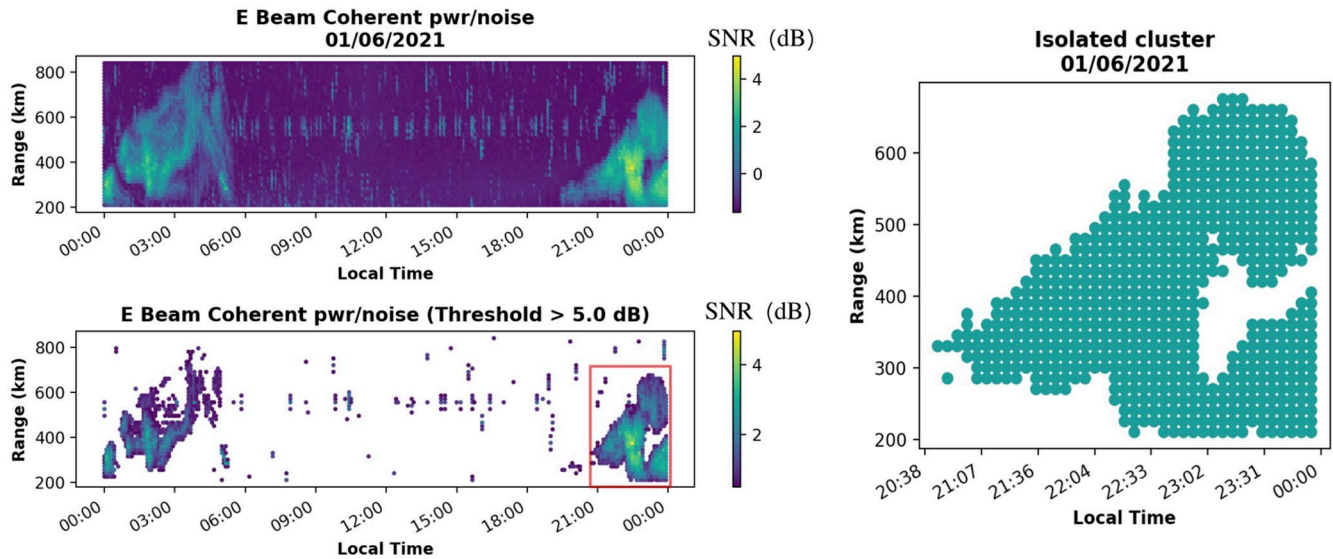 E Beam Coherent pwr/noise
01/06/2021
SNR (dB)
800
600
400
200
Range (km)
4
2
0
00:00 03:00 06:00 09:00 12:00 15:00 18:00 21:00 00:00
Local Time
E Beam Coherent pwr/noise (Threshold > 5.0 dB)
SNR (dB)
800
600
400
200
Range (km)
4
2
00:00 03:00 06:00 09:00 12:00 15:00 18:00 21:00 00:00
Local Time
Isolated cluster
01/06/2021
600
500
400
300
200
Range (km)
20:38 21:07 21:36 22:04 22:33 23:02 23:31 00:00
Local Time